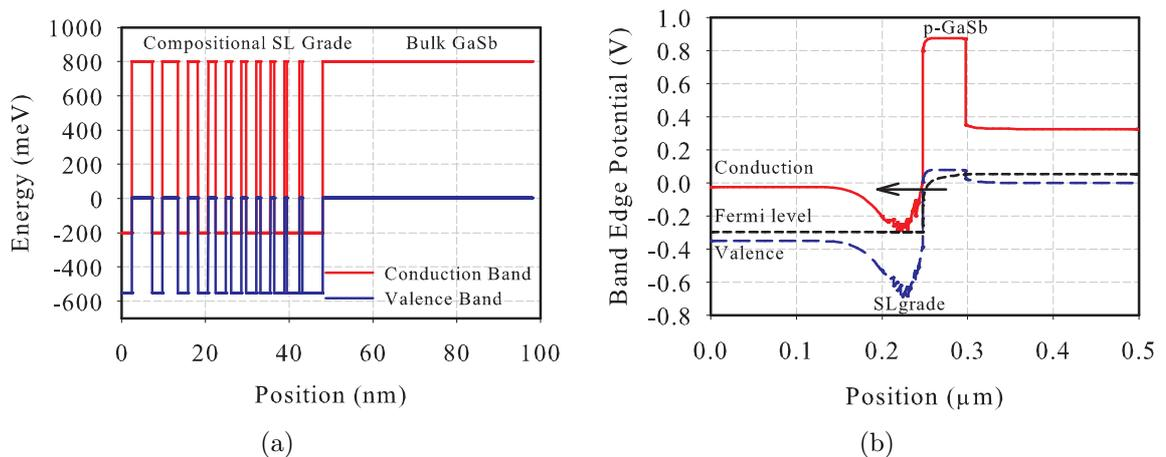 1000
800
600
400
200
0
-200
-400
-600
Energy (meV)
Compositional SL Grade
Bulk GaSb
Conduction Band
Valence Band
0 20 40 60 80 100
Position (nm)
(a)
1.0
0.8
0.6
0.4
0.2
0.0
-0.2
-0.4
-0.6
-0.8
Band Edge Potential (V)
p-GaSb
Conduction
Fermi level
Valence
SLgrade
0.0 0.1 0.2 0.3 0.4 0.5
Position (μm)
(b)